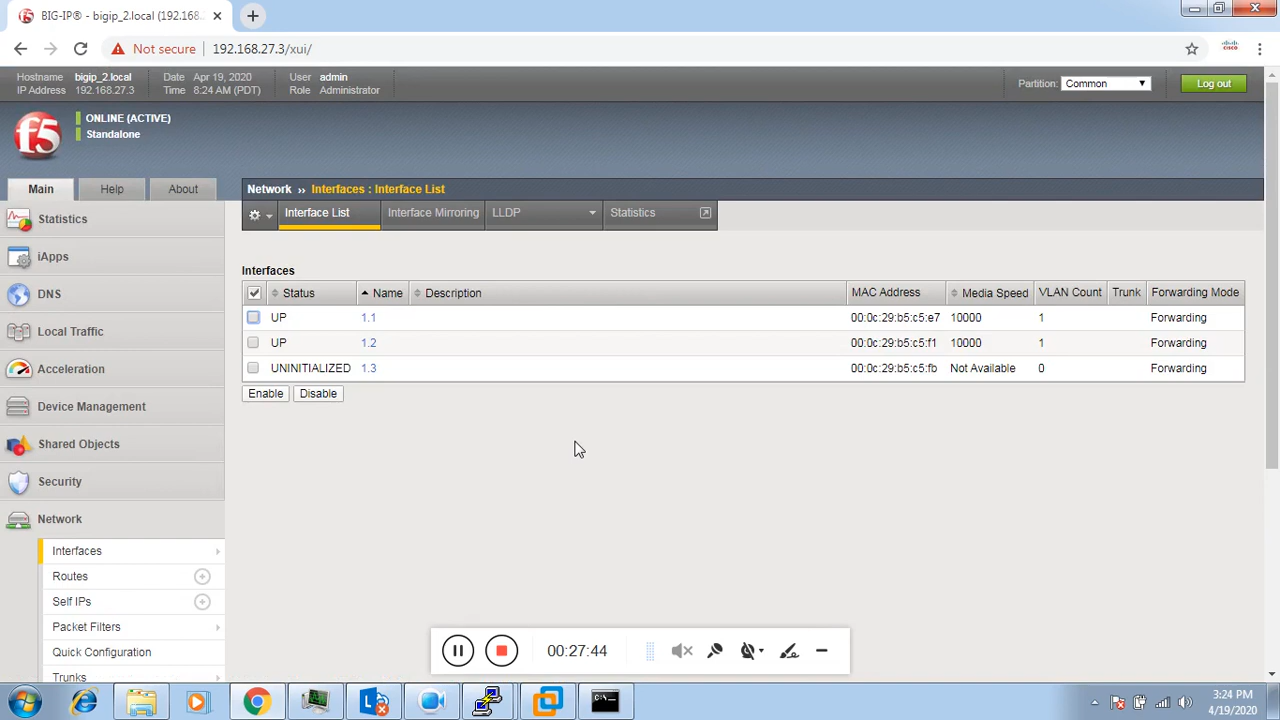 BIG-IP® - bigip_2.local (192.168.
Not secure 192.168.27.3/xui/
Hostname bigip_2.local Date Apr 19, 2020 User admin
IP Address 192.168.27.3 Time 8:24 AM (PDT) Role Administrator
Partition: Common Log out
f5
ONLINE (ACTIVE)
Standalone
Main Help About
Network ›› Interfaces : Interface List
Interface List Interface Mirroring LLDP Statistics
Statistics
iApps
DNS
Local Traffic
Acceleration
Device Management
Shared Objects
Security
Network
Interfaces
Routes
Self IPs
Packet Filters
Quick Configuration
Trunks
Interfaces
Status Name Description MAC Address Media Speed VLAN Count Trunk Forwarding Mode
UP 1.1 00:0c:29:b5:c5:e7 10000 1 Forwarding
UP 1.2 00:0c:29:b5:c5:f1 10000 1 Forwarding
UNINITIALIZED 1.3 00:0c:29:b5:c5:fb Not Available 0 Forwarding
Enable Disable
00:27:44
3:24 PM
4/19/2020